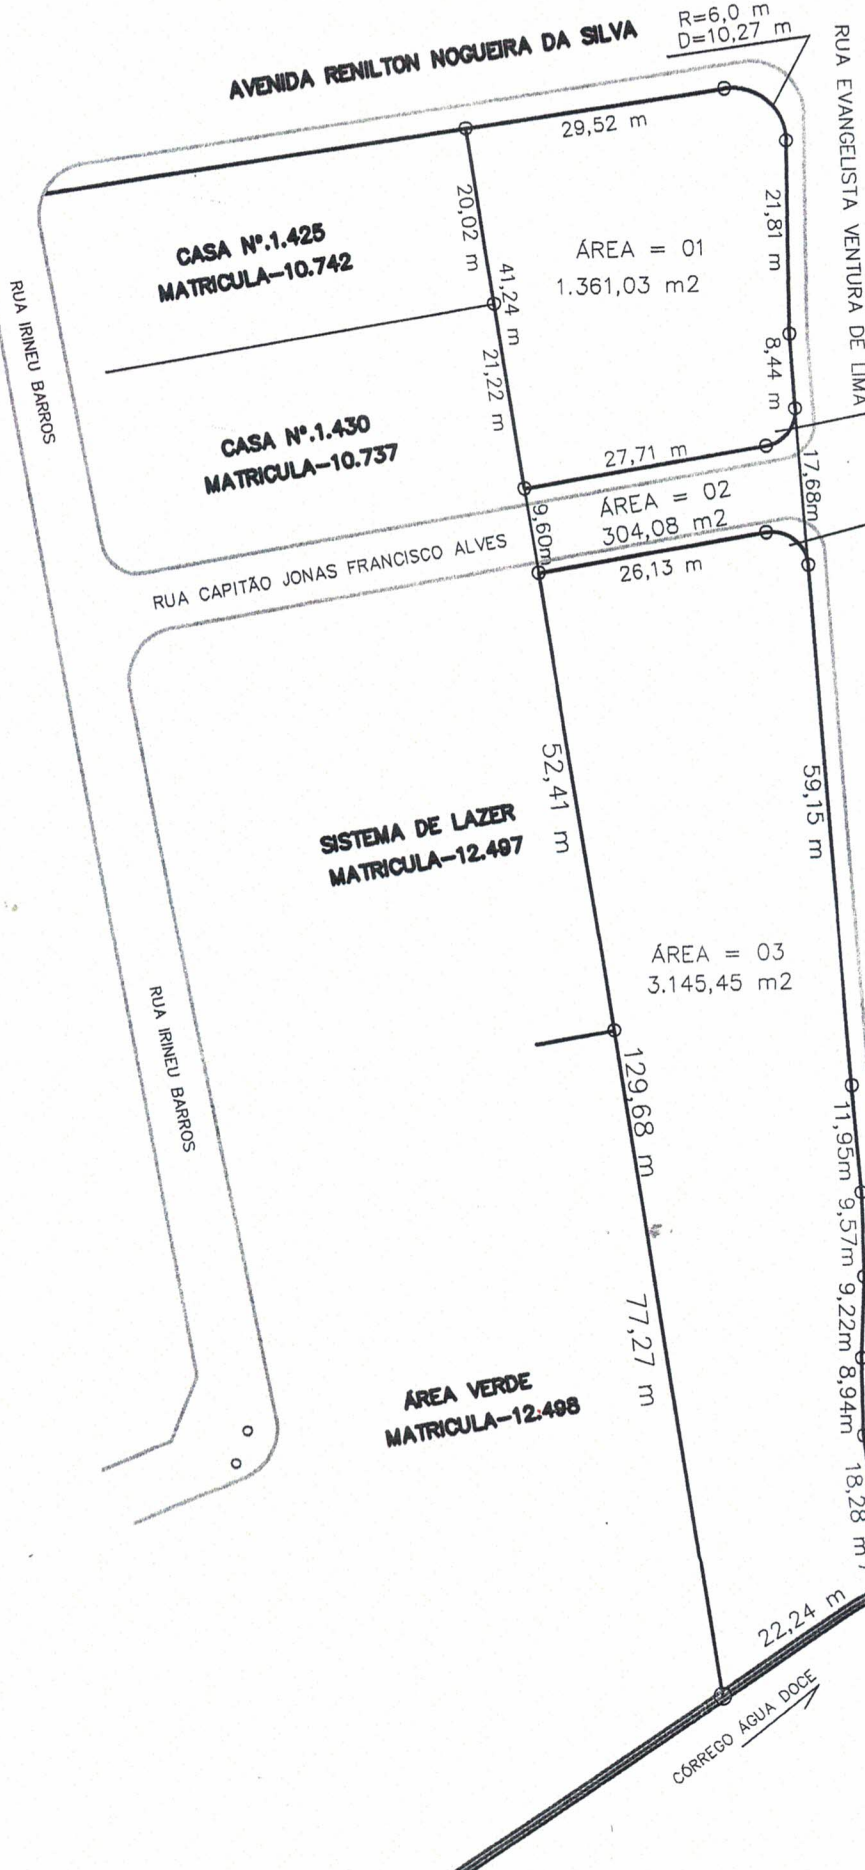 R=6,0 m
D=10,27 m
AVENIDA RENILTON NOGUEIRA DA SILVA
RUA EVANGELISTA VENTURA DE LIMA
29,52 m
20,02 m
21,81 m
CASA Nº.1.425
MATRICULA-10.742
ÁREA = 01
1.361,03 m2
41,24 m
RUA IRINEU BARROS
21,22 m
8,44 m
CASA Nº.1.430
MATRICULA-10.737
27,71 m
17,68m
ÁREA = 02
304,08 m2
9,60m
RUA CAPITÃO JONAS FRANCISCO ALVES
26,13 m
52,41 m
59,15 m
SISTEMA DE LAZER
MATRICULA-12.497
ÁREA = 03
3.145,45 m2
RUA IRINEU BARROS
129,68 m
11,95m
9,57m
9,22m
8,94m
77,27 m
ÁREA VERDE
MATRICULA-12.498
18,28 m
22,24 m
CÓRREGO ÁGUA DOCE